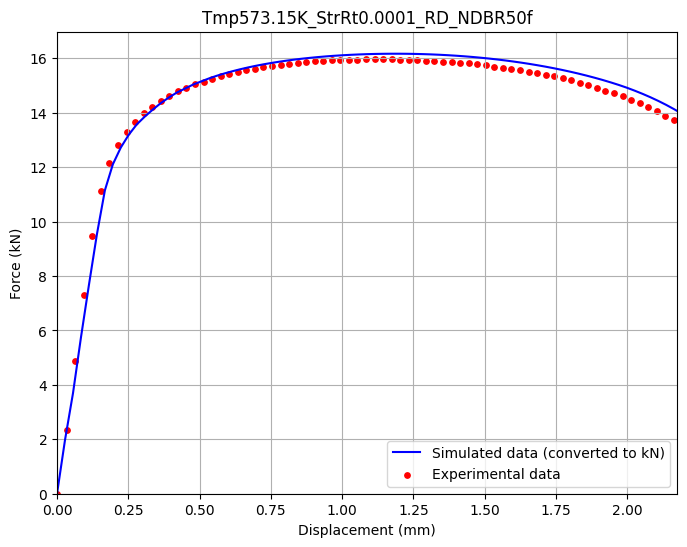 Tmp573.15K_StrRt0.0001_RD_NDBR50f
Force (kN)
16
14
12
10
8
6
4
2
0
0.00 0.25 0.50 0.75 1.00 1.25 1.50 1.75 2.00
Displacement (mm)
Simulated data (converted to kN)
Experimental data